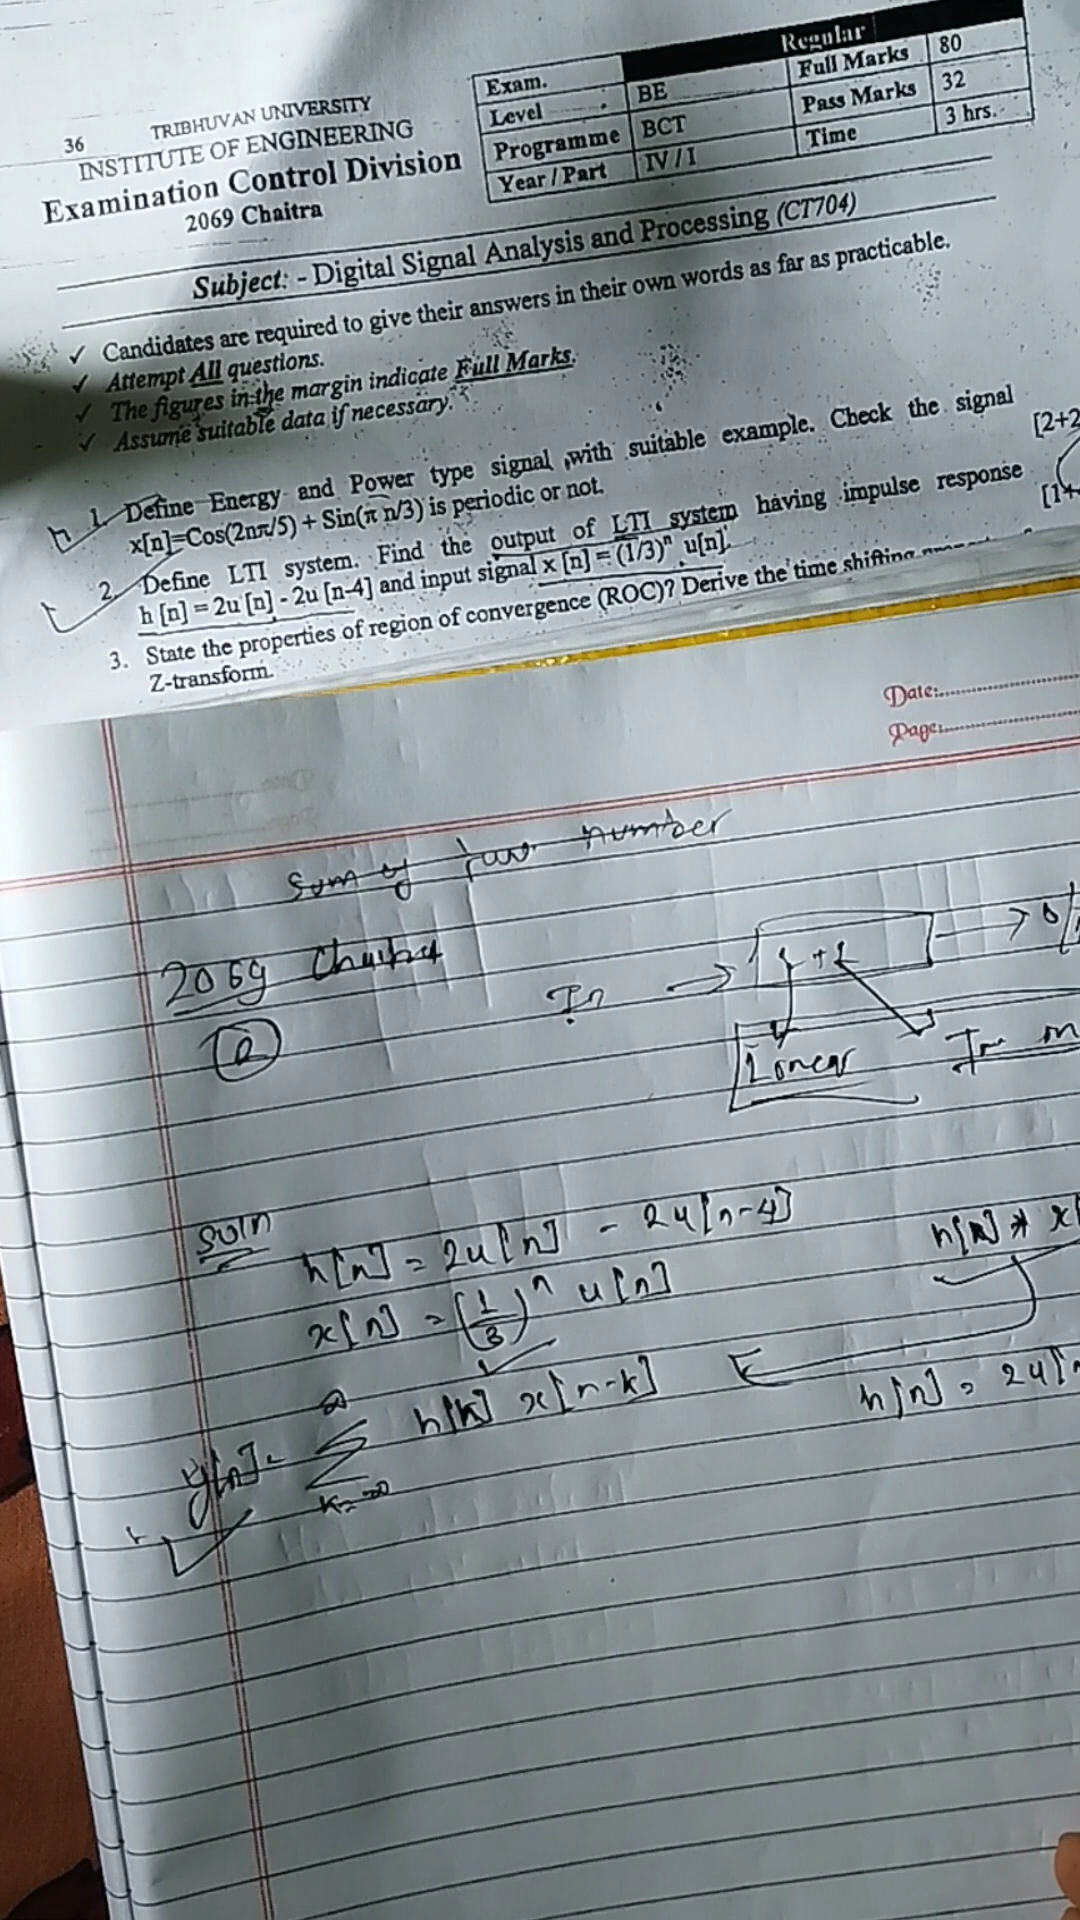 36
TRIBHUVAN UNIVERSITY
INSTITUTE OF ENGINEERING
Examination Control Division
2069 Chaitra
Exam. Regular
Level BE Full Marks 80
Programme BCT Pass Marks 32
Year / Part IV / I Time 3 hrs.
Subject: - Digital Signal Analysis and Processing (CT704)
✓ Candidates are required to give their answers in their own words as far as practicable.
✓ Attempt All questions.
✓ The figures in the margin indicate Full Marks.
✓ Assume suitable data if necessary.
1. Define Energy and Power type signal with suitable example. Check the signal
x[n]=Cos(2nπ/5) + Sin(π n/3) is periodic or not. [2+2
2. Define LTI system. Find the output of LTI system having impulse response [1+
h [n] = 2u [n] - 2u [n-4] and input signal x [n] = (1/3)ⁿ u[n].
3. State the properties of region of convergence (ROC)? Derive the time shifting
Z-transform.
Date:
Page:
Sum of number
2069 Chaitra
In →
Linear
Soln
h[n] = 2u[n] - 2u[n-4]
h[n] * x[
x[n] = (1/3)ⁿ u[n]
y[n] = Σ h[k] x[n-k]
k=-∞
h[n] = 2u[n